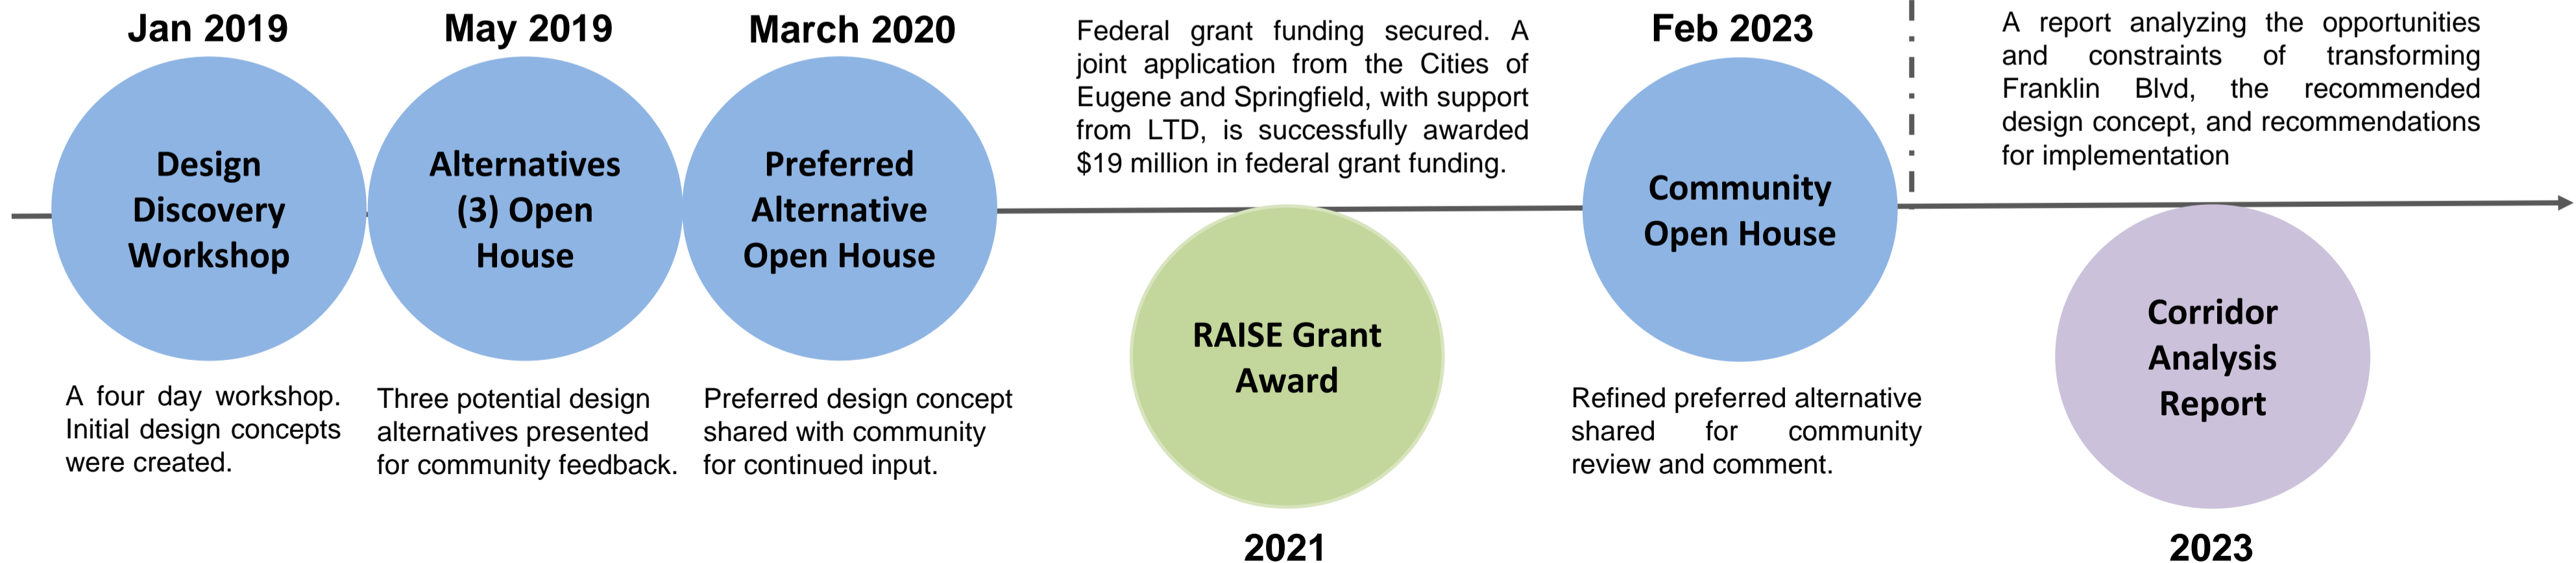 Jan 2019
Design
Discovery
Workshop
A four day workshop.
Initial design concepts
were created.
May 2019
Alternatives
(3) Open
House
Three potential design
alternatives presented
for community feedback.
March 2020
Preferred
Alternative
Open House
Preferred design concept
shared with community
for continued input.
Federal grant funding secured. A
joint application from the Cities of
Eugene and Springfield, with support
from LTD, is successfully awarded
$19 million in federal grant funding.
RAISE Grant
Award
2021
Feb 2023
Community
Open House
Refined preferred alternative
shared for community
review and comment.
A report analyzing the opportunities
and constraints of transforming
Franklin Blvd, the recommended
design concept, and recommendations
for implementation
Corridor
Analysis
Report
2023